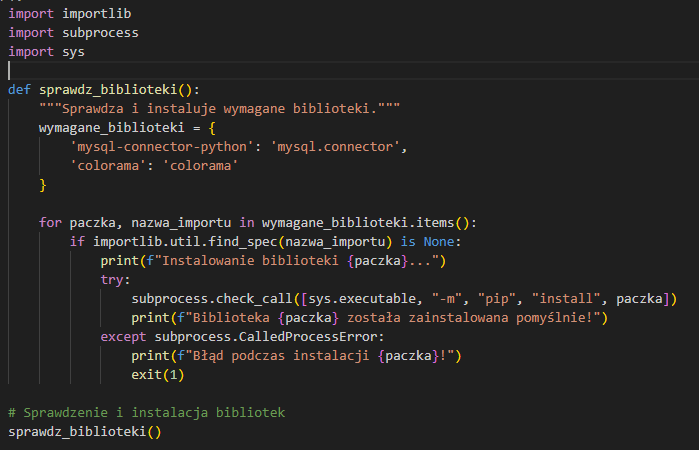 import importlib
import subprocess
import sys

def sprawdz_biblioteki():
    """Sprawdza i instaluje wymagane biblioteki."""
    wymagane_biblioteki = {
        'mysql-connector-python': 'mysql.connector',
        'colorama': 'colorama'
    }

    for paczka, nazwa_importu in wymagane_biblioteki.items():
        if importlib.util.find_spec(nazwa_importu) is None:
            print(f"Instalowanie biblioteki {paczka}...")
            try:
                subprocess.check_call([sys.executable, "-m", "pip", "install", paczka])
                print(f"Biblioteka {paczka} została zainstalowana pomyślnie!")
            except subprocess.CalledProcessError:
                print(f"Błąd podczas instalacji {paczka}!")
                exit(1)

# Sprawdzenie i instalacja bibliotek
sprawdz_biblioteki()